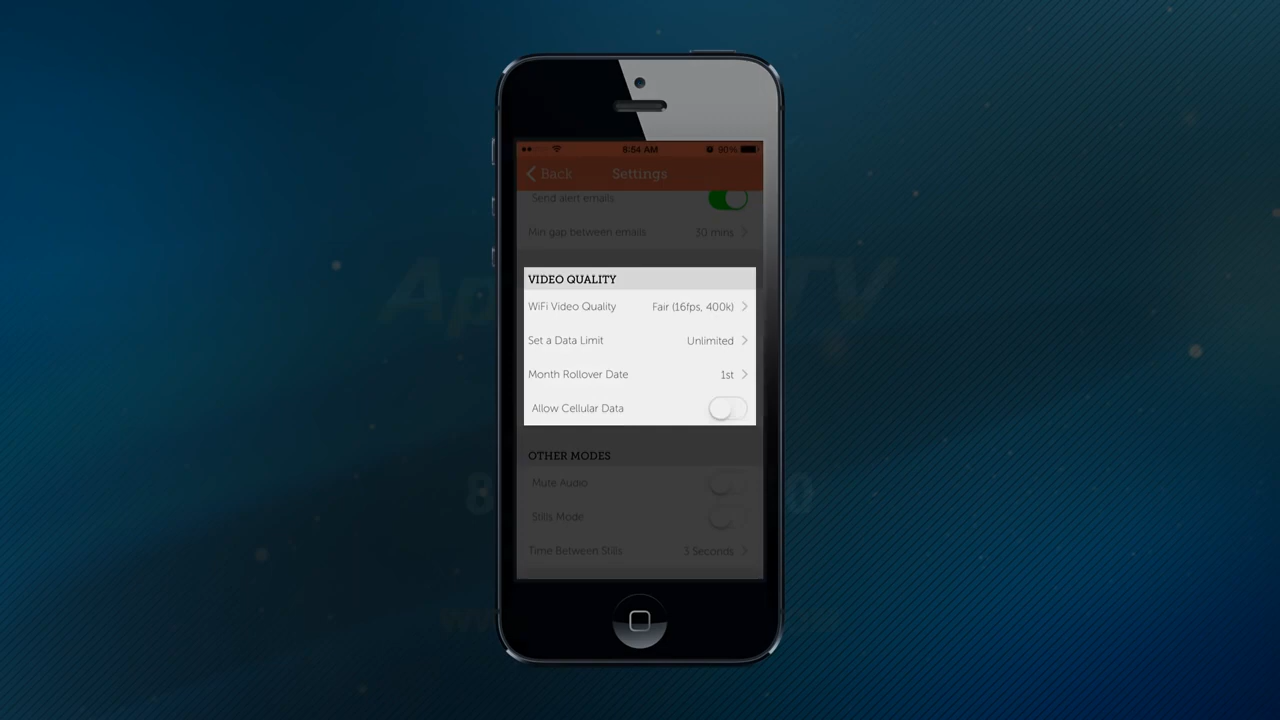 8:54 AM 90%
Back Settings
Send alert emails
Min gap between emails 30 mins
VIDEO QUALITY
WiFi Video Quality Fair (16fps, 400k)
Set a Data Limit Unlimited
Month Rollover Date 1st
Allow Cellular Data
OTHER MODES
Mute Audio
Stills Mode
Time Between Stills 3 Seconds